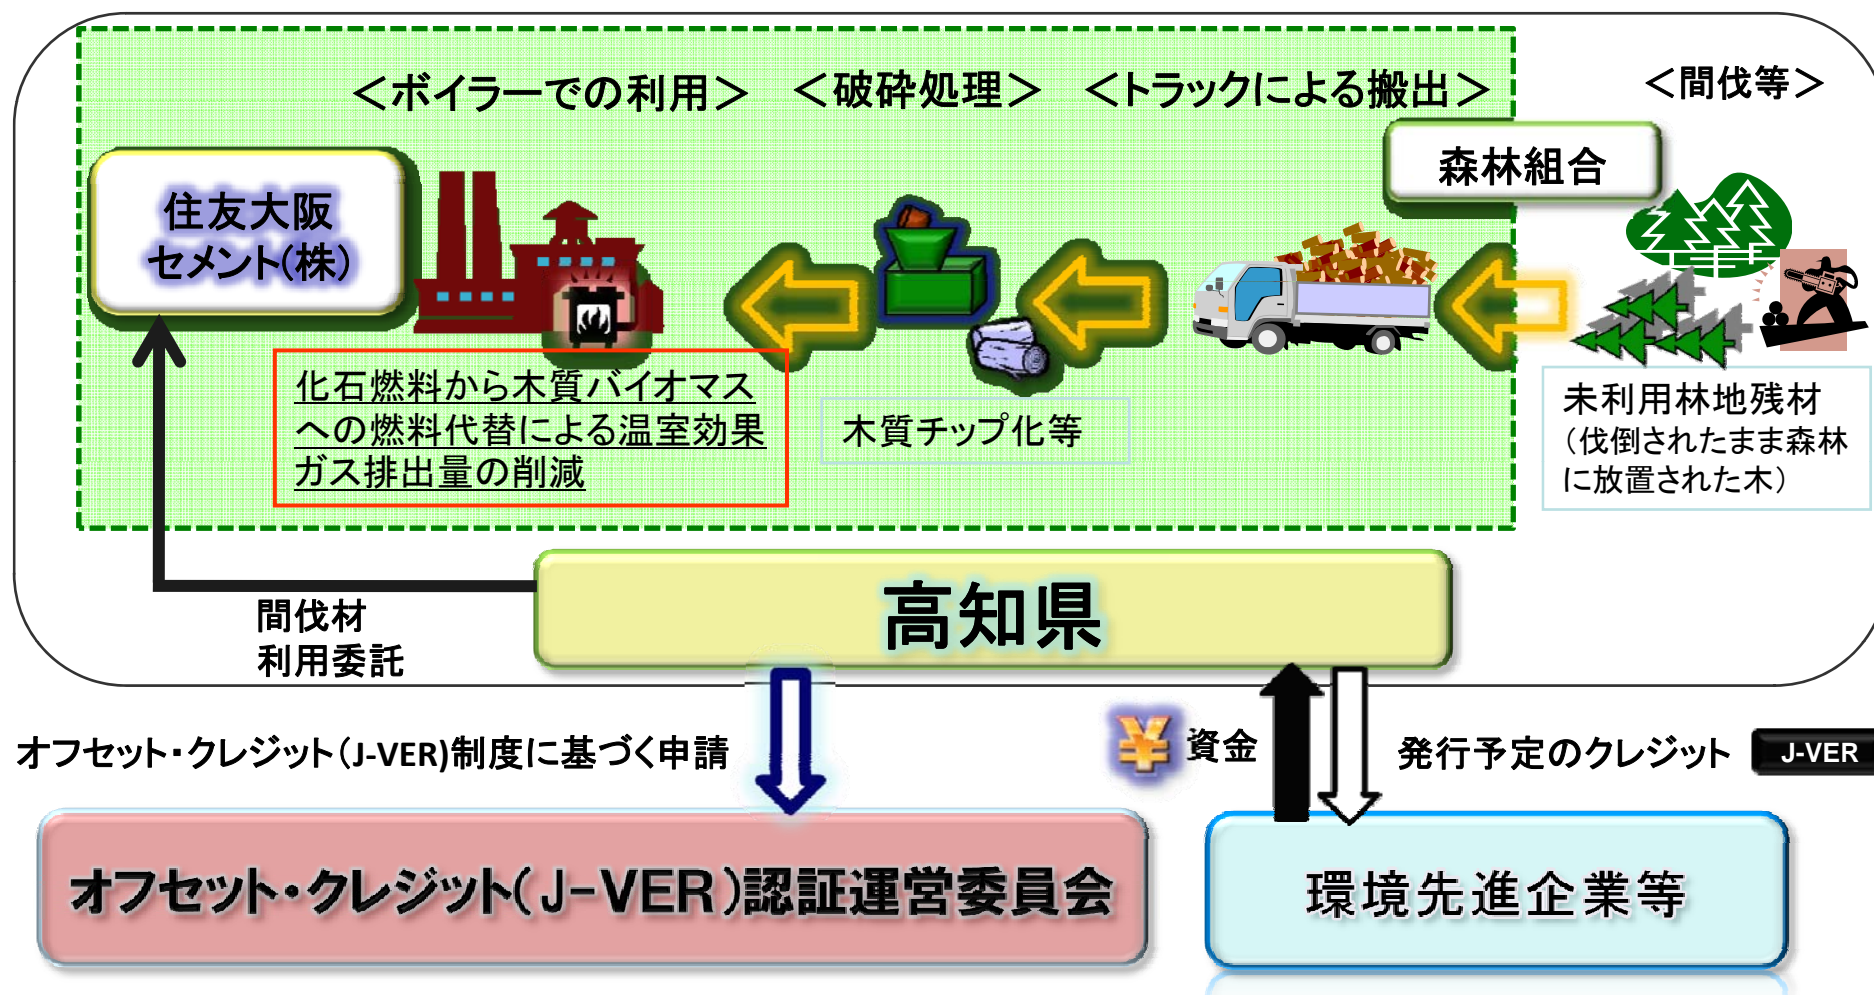 ＜ボイラーでの利用＞
＜破砕処理＞
＜トラックによる搬出＞
＜間伐等＞
森林組合
住友大阪
セメント(株)
化石燃料から木質バイオマス
への燃料代替による温室効果
ガス排出量の削減
木質チップ化等
未利用林地残材
（伐倒されたまま森林
に放置された木）
高知県
間伐材
利用委託
オフセット・クレジット（J-VER)制度に基づく申請
¥
資金
発行予定のクレジット
J-VER
オフセット・クレジット(J-VER)認証運営委員会
環境先進企業等